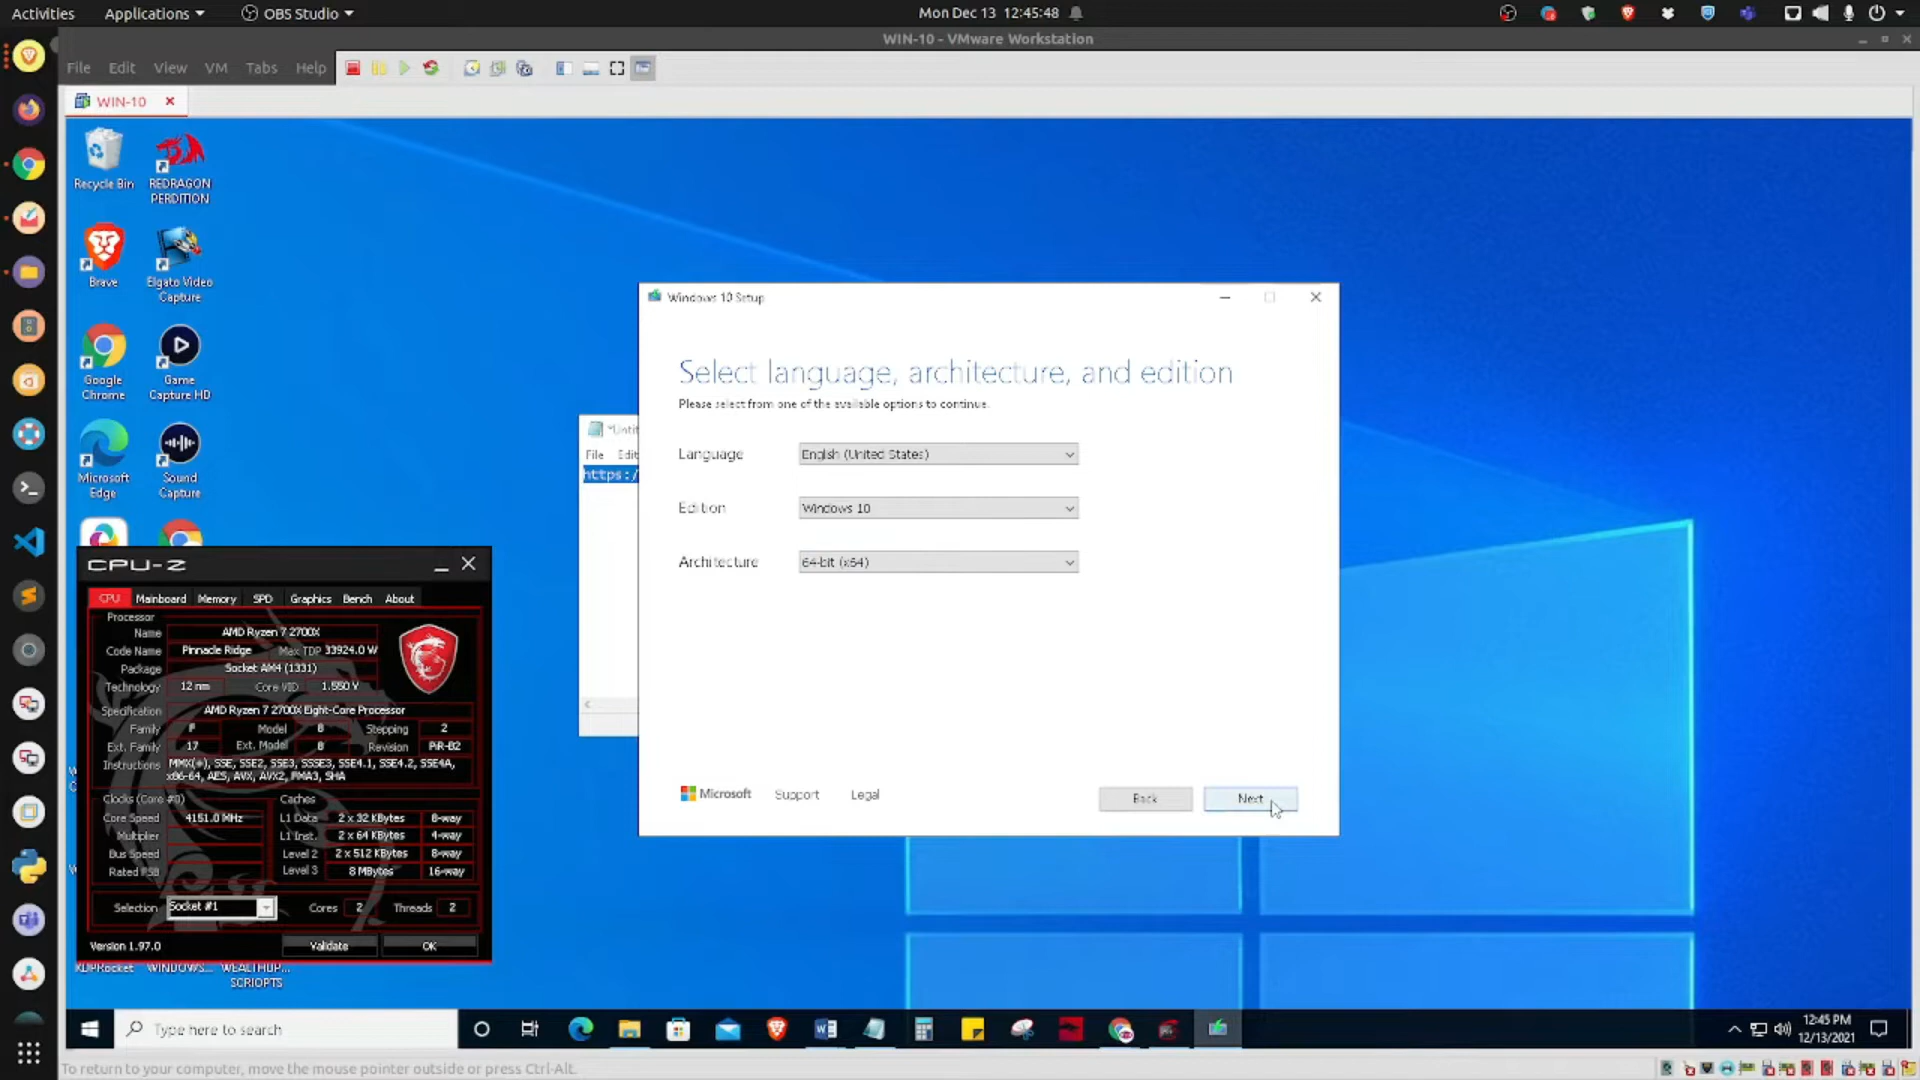 Activities
Applications
OBS Studio
Mon Dec 13 12:45:48
WIN-10 - VMware Workstation
File Edit View VM Tabs Help
WIN-10
Recycle Bin
REDRAGON
PERDITION
Brave
Elgato Video
Capture
Google
Chrome
Game
Capture HD
Microsoft
Edge
Sound
Capture
*Untit
File Edit
https:/
Windows 10 Setup
Select language, architecture, and edition
Please select from one of the available options to continue.
Language
English (United States)
Edition
Windows 10
Architecture
64-bit (x64)
Microsoft
Support
Legal
Back
Next
CPU-Z
CPU Mainboard Memory SPD Graphics Bench About
Processor
Name AMD Ryzen 7 2700X
Code Name Pinnacle Ridge Max TDP 33924.0 W
Package Socket AM4 (1331)
Technology 12 nm Core VID 1.550 V
Specification AMD Ryzen 7 2700X Eight-Core Processor
Family F Model 8 Stepping 2
Ext. Family 17 Ext. Model 8 Revision PiR-B2
Instructions MMX(+), SSE, SSE2, SSE3, SSSE3, SSE4.1, SSE4.2, SSE4A,
x86-64, AES, AVX, AVX2, FMA3, SHA
Clocks (Core #0)
Caches
Core Speed 4151.0 MHz L1 Data 2 x 32 KBytes 8-way
Multiplier L1 Inst. 2 x 64 KBytes 4-way
Bus Speed Level 2 2 x 512 KBytes 8-way
Rated FSB Level 3 8 MBytes 16-way
Selection Socket #1 Cores 2 Threads 2
Version 1.97.0
Validate
OK
WINDOWS... WEALTHUP...
SCRIOPTS
Type here to search
12:45 PM
12/13/2021
To return to your computer, move the mouse pointer outside or press Ctrl-Alt.